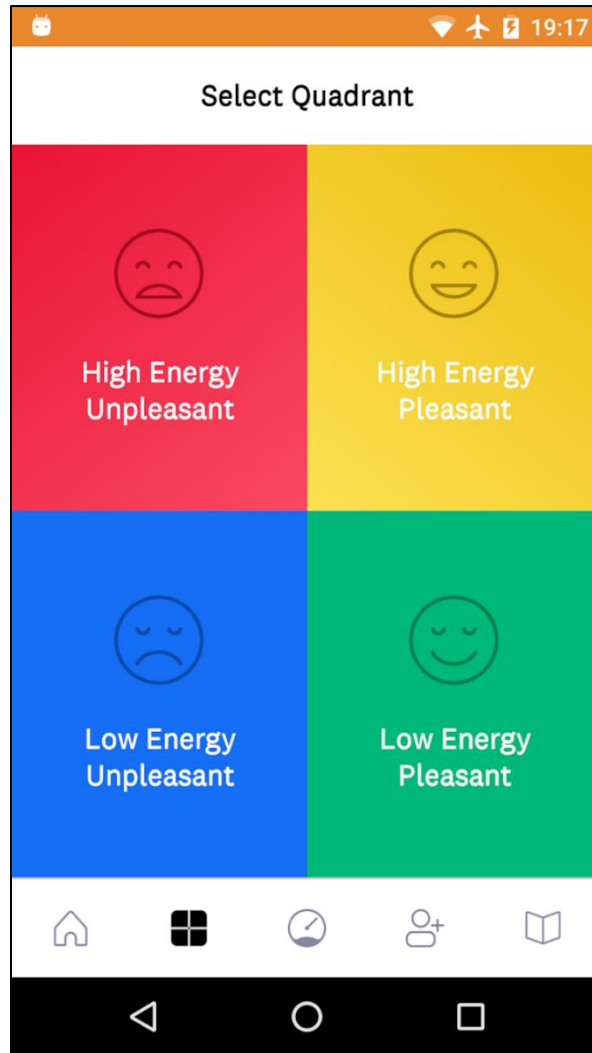 19:17
Select Quadrant
High Energy
Unpleasant
High Energy
Pleasant
Low Energy
Unpleasant
Low Energy
Pleasant